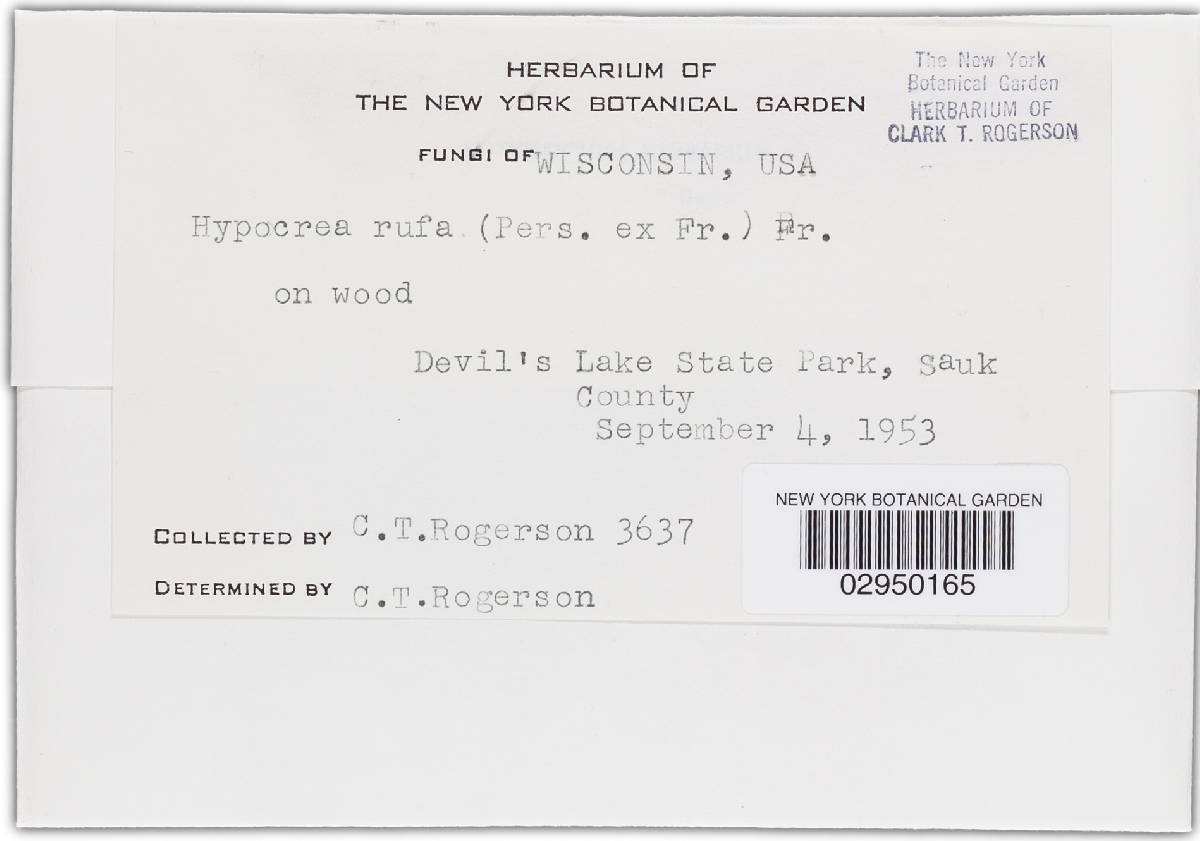 HERBARIUM OF
THE NEW YORK BOTANICAL GARDEN
The New York
Botanical Garden
HERBARIUM OF
CLARK T. ROGERSON
FUNGI OF WISCONSIN, USA
Hypocrea rufa (Pers. ex Fr.) Fr.
on wood
Devil's Lake State Park, Sauk
County
September 4, 1953
COLLECTED BY C.T.Rogerson 3637
DETERMINED BY C.T.Rogerson
NEW YORK BOTANICAL GARDEN
02950165